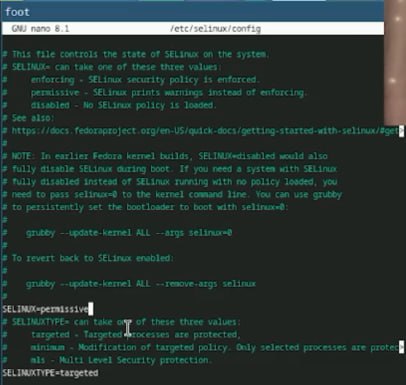 foot
GNU nano 8.1 /etc/selinux/config
# This file controls the state of SELinux on the system.
# SELINUX= can take one of these three values:
#     enforcing - SELinux security policy is enforced.
#     permissive - SELinux prints warnings instead of enforcing.
#     disabled - No SELinux policy is loaded.
# See also:
# https://docs.fedoraproject.org/en-US/quick-docs/getting-started-with-selinux/#get>
#
# NOTE: In earlier Fedora kernel builds, SELINUX=disabled would also
# fully disable SELinux during boot. If you need a system with SELinux
# fully disabled instead of SELinux running with no policy loaded, you
# need to pass selinux=0 to the kernel command line. You can use grubby
# to persistently set the bootloader to boot with selinux=0:
#
#    grubby --update-kernel ALL --args selinux=0
#
# To revert back to SELinux enabled:
#
#    grubby --update-kernel ALL --remove-args selinux
#
SELINUX=permissive
# SELINUXTYPE= can take one of these three values:
#     targeted - Targeted processes are protected,
#     minimum - Modification of targeted policy. Only selected processes are protec>
#     mls - Multi Level Security protection.
SELINUXTYPE=targeted